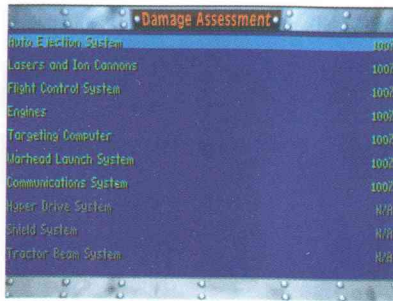 Damage Assessment
Auto Ejection System 100%
Lasers and Ion Cannons 100%
Flight Control System 100%
Engines 100%
Targeting Computer 100%
Warhead Launch System 100%
Communications System 100%
Hyper Drive System N/A
Shield System N/A
Tractor Beam System N/A